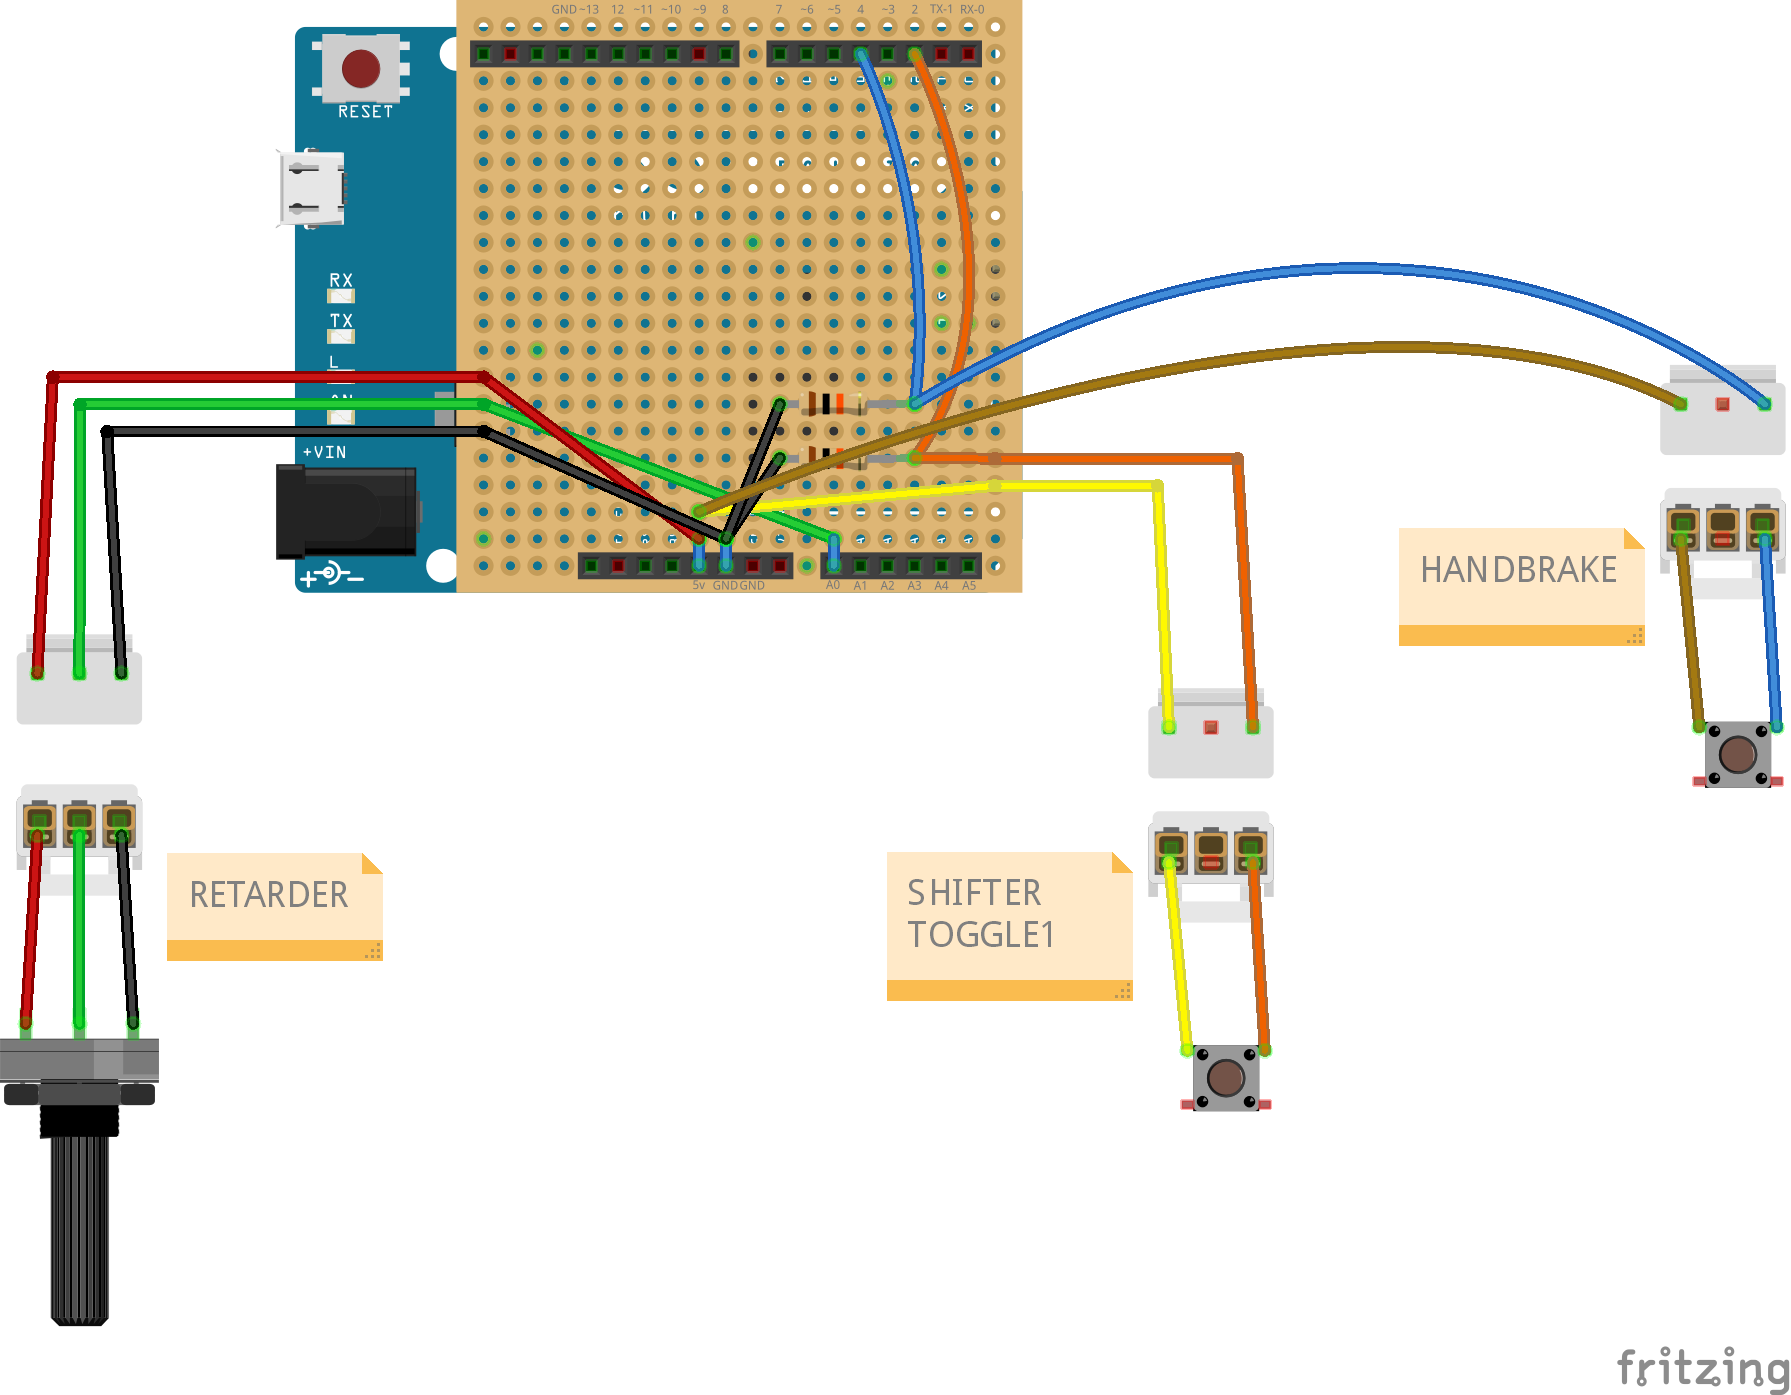 GND ~13 12 ~11 ~10 ~9 8 7 ~6 ~5 4 ~3 2 TX-1 RX-0
RESET
RX
TX
L
+VIN
5v GND GND A0 A1 A2 A3 A4 A5
HANDBRAKE
RETARDER
SHIFTER
TOGGLE1
fritzing